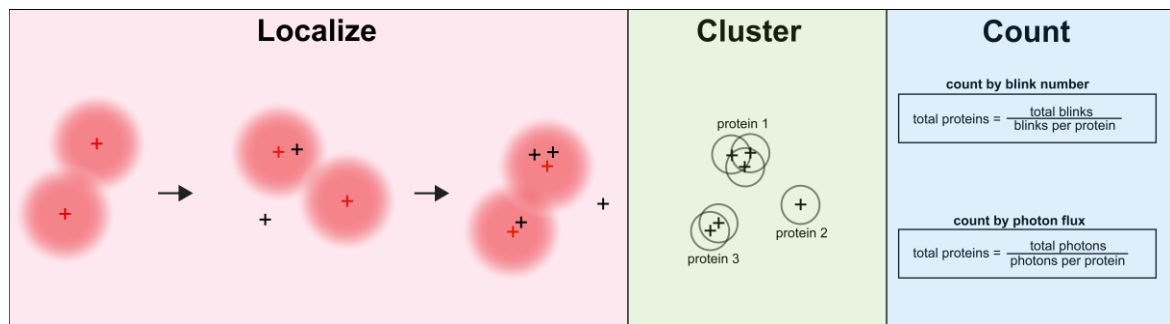 Localize
Cluster
protein 1
protein 2
protein 3
Count
count by blink number
total proteins = total blinks
blinks per protein
count by photon flux
total proteins = total photons
photons per protein